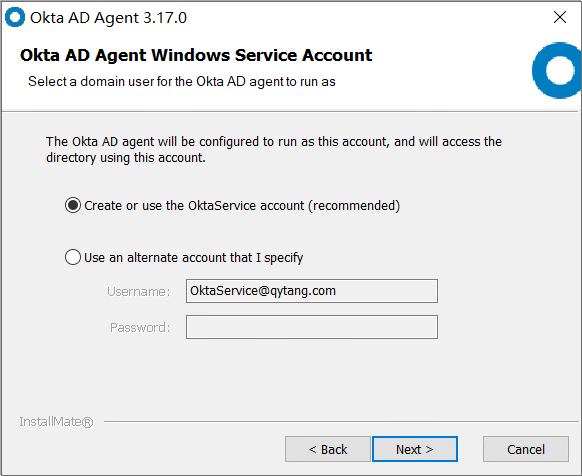 Okta AD Agent 3.17.0
Okta AD Agent Windows Service Account
Select a domain user for the Okta AD agent to run as
The Okta AD agent will be configured to run as this account, and will access the
directory using this account.
Create or use the OktaService account (recommended)
Use an alternate account that I specify
Username: OktaService@qytang.com
Password:
InstallMate®
< Back Next > Cancel